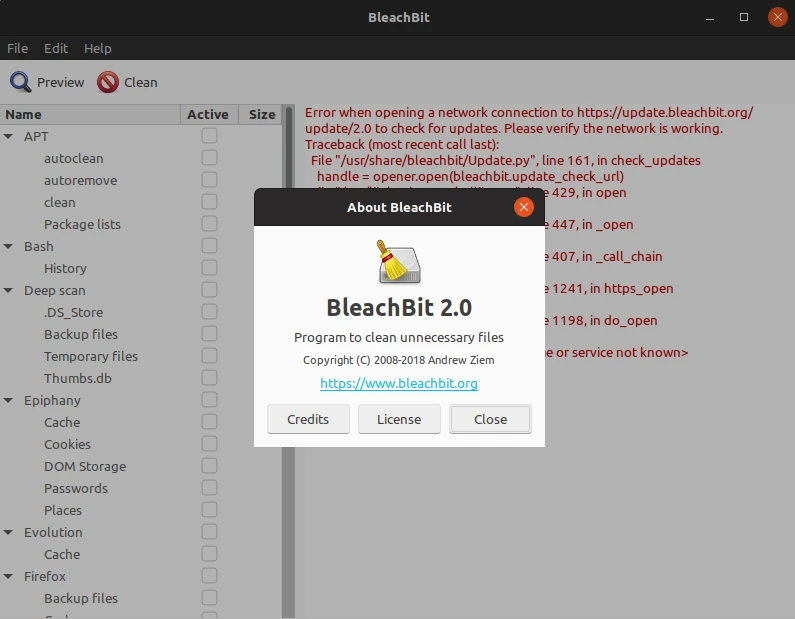 BleachBit
File Edit Help
Preview Clean
Name Active Size
APT
autoclean
autoremove
clean
Package lists
Bash
History
Deep scan
.DS_Store
Backup files
Temporary files
Thumbs.db
Epiphany
Cache
Cookies
DOM Storage
Passwords
Places
Evolution
Cache
Firefox
Backup files
Error when opening a network connection to https://update.bleachbit.org/
update/2.0 to check for updates. Please verify the network is working.
Traceback (most recent call last):
File "/usr/share/bleachbit/Update.py", line 161, in check_updates
handle = opener.open(bleachbit.update_check_url)
429, in open
447, in _open
407, in _call_chain
1241, in https_open
1198, in do_open
or service not known>
About BleachBit
BleachBit 2.0
Program to clean unnecessary files
Copyright (C) 2008-2018 Andrew Ziem
https://www.bleachbit.org
Credits License Close